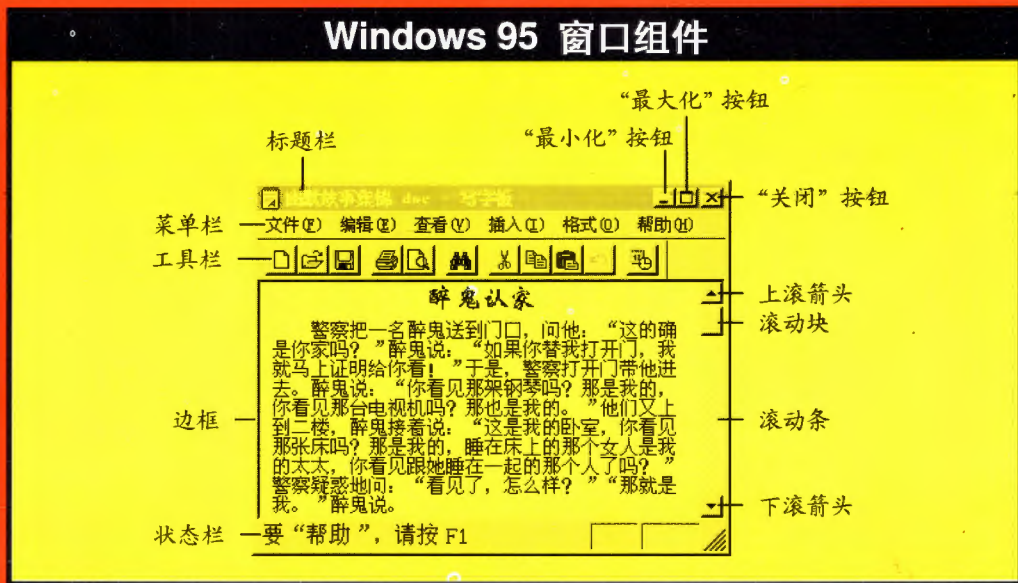 Windows 95 窗口组件
“最大化”按钮
标题栏
“最小化”按钮
幽默故事集锦.doc - 写字板
“关闭”按钮
菜单栏
文件(F) 编辑(E) 查看(V) 插入(I) 格式(O) 帮助(H)
工具栏
醉鬼认家
上滚箭头
滚动块
警察把一名醉鬼送到门口，问他：“这的确
是你家吗？”醉鬼说：“如果你替我打开门，我
就马上证明给你看！”于是，警察打开门带他进
去。醉鬼说：“你看见那架钢琴吗？那是我的，
你看见那台电视机吗？那也是我的。”他们又上
到二楼，醉鬼接着说：“这是我的卧室，你看见
那张床吗？那是我的，睡在床上的那个女人是我
的太太，你看见跟她睡在一起的那个人了吗？”
警察疑惑地问：“看见了，怎么样？”“那就是
我。”醉鬼说。
边框
滚动条
下滚箭头
状态栏
要“帮助”，请按 F1